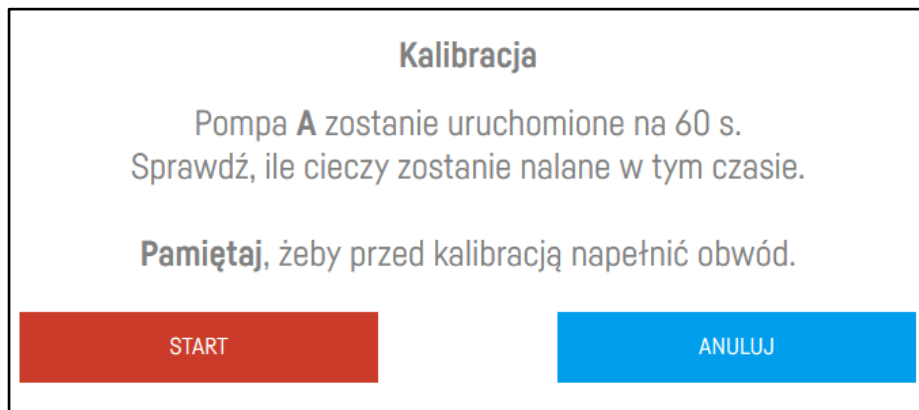 Kalibracja
Pompa A zostanie uruchomione na 60 s.
Sprawdź, ile cieczy zostanie nalane w tym czasie.
Pamiętaj, żeby przed kalibracją napełnić obwód.
START
ANULUJ